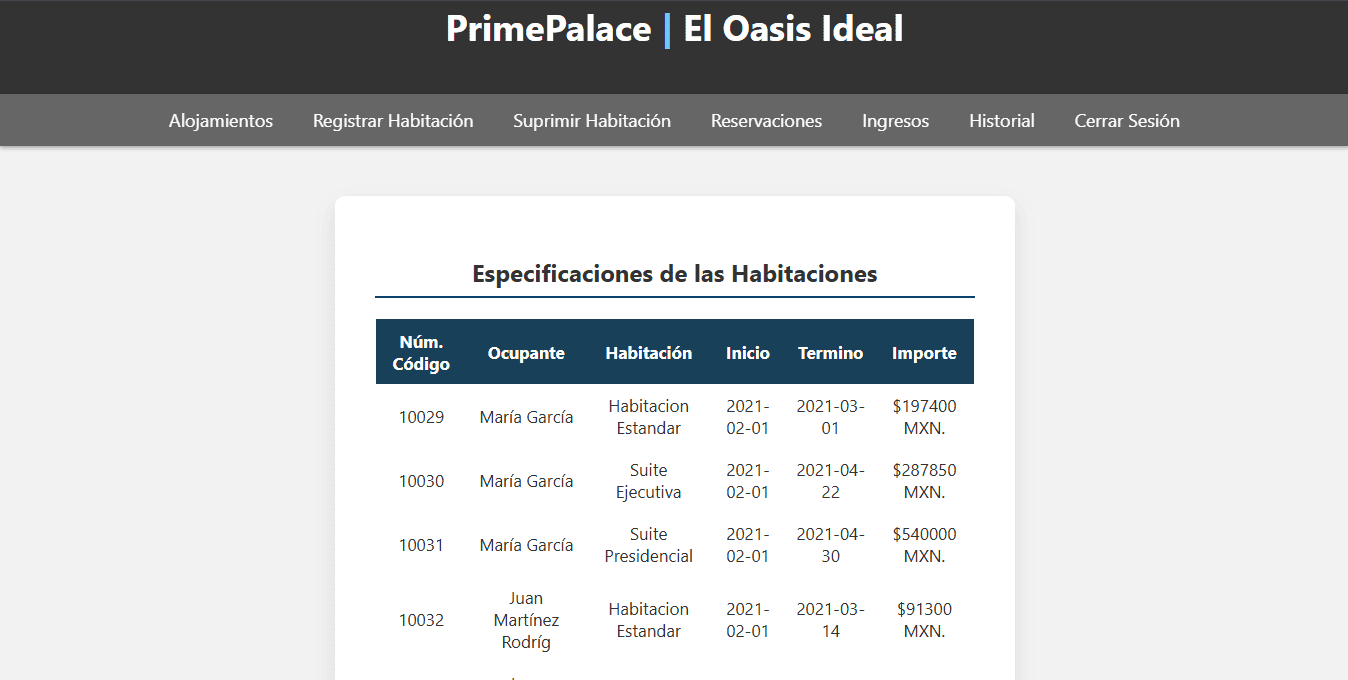 PrimePalace | El Oasis Ideal
Alojamientos Registrar Habitación Suprimir Habitación Reservaciones Ingresos Historial Cerrar Sesión
Especificaciones de las Habitaciones
Núm. Código Ocupante Habitación Inicio Termino Importe
10029 María García Habitacion Estandar 2021-02-01 2021-03-01 $197400 MXN.
10030 María García Suite Ejecutiva 2021-02-01 2021-04-22 $287850 MXN.
10031 María García Suite Presidencial 2021-02-01 2021-04-30 $540000 MXN.
10032 Juan Martínez Rodríg Habitacion Estandar 2021-02-01 2021-03-14 $91300 MXN.